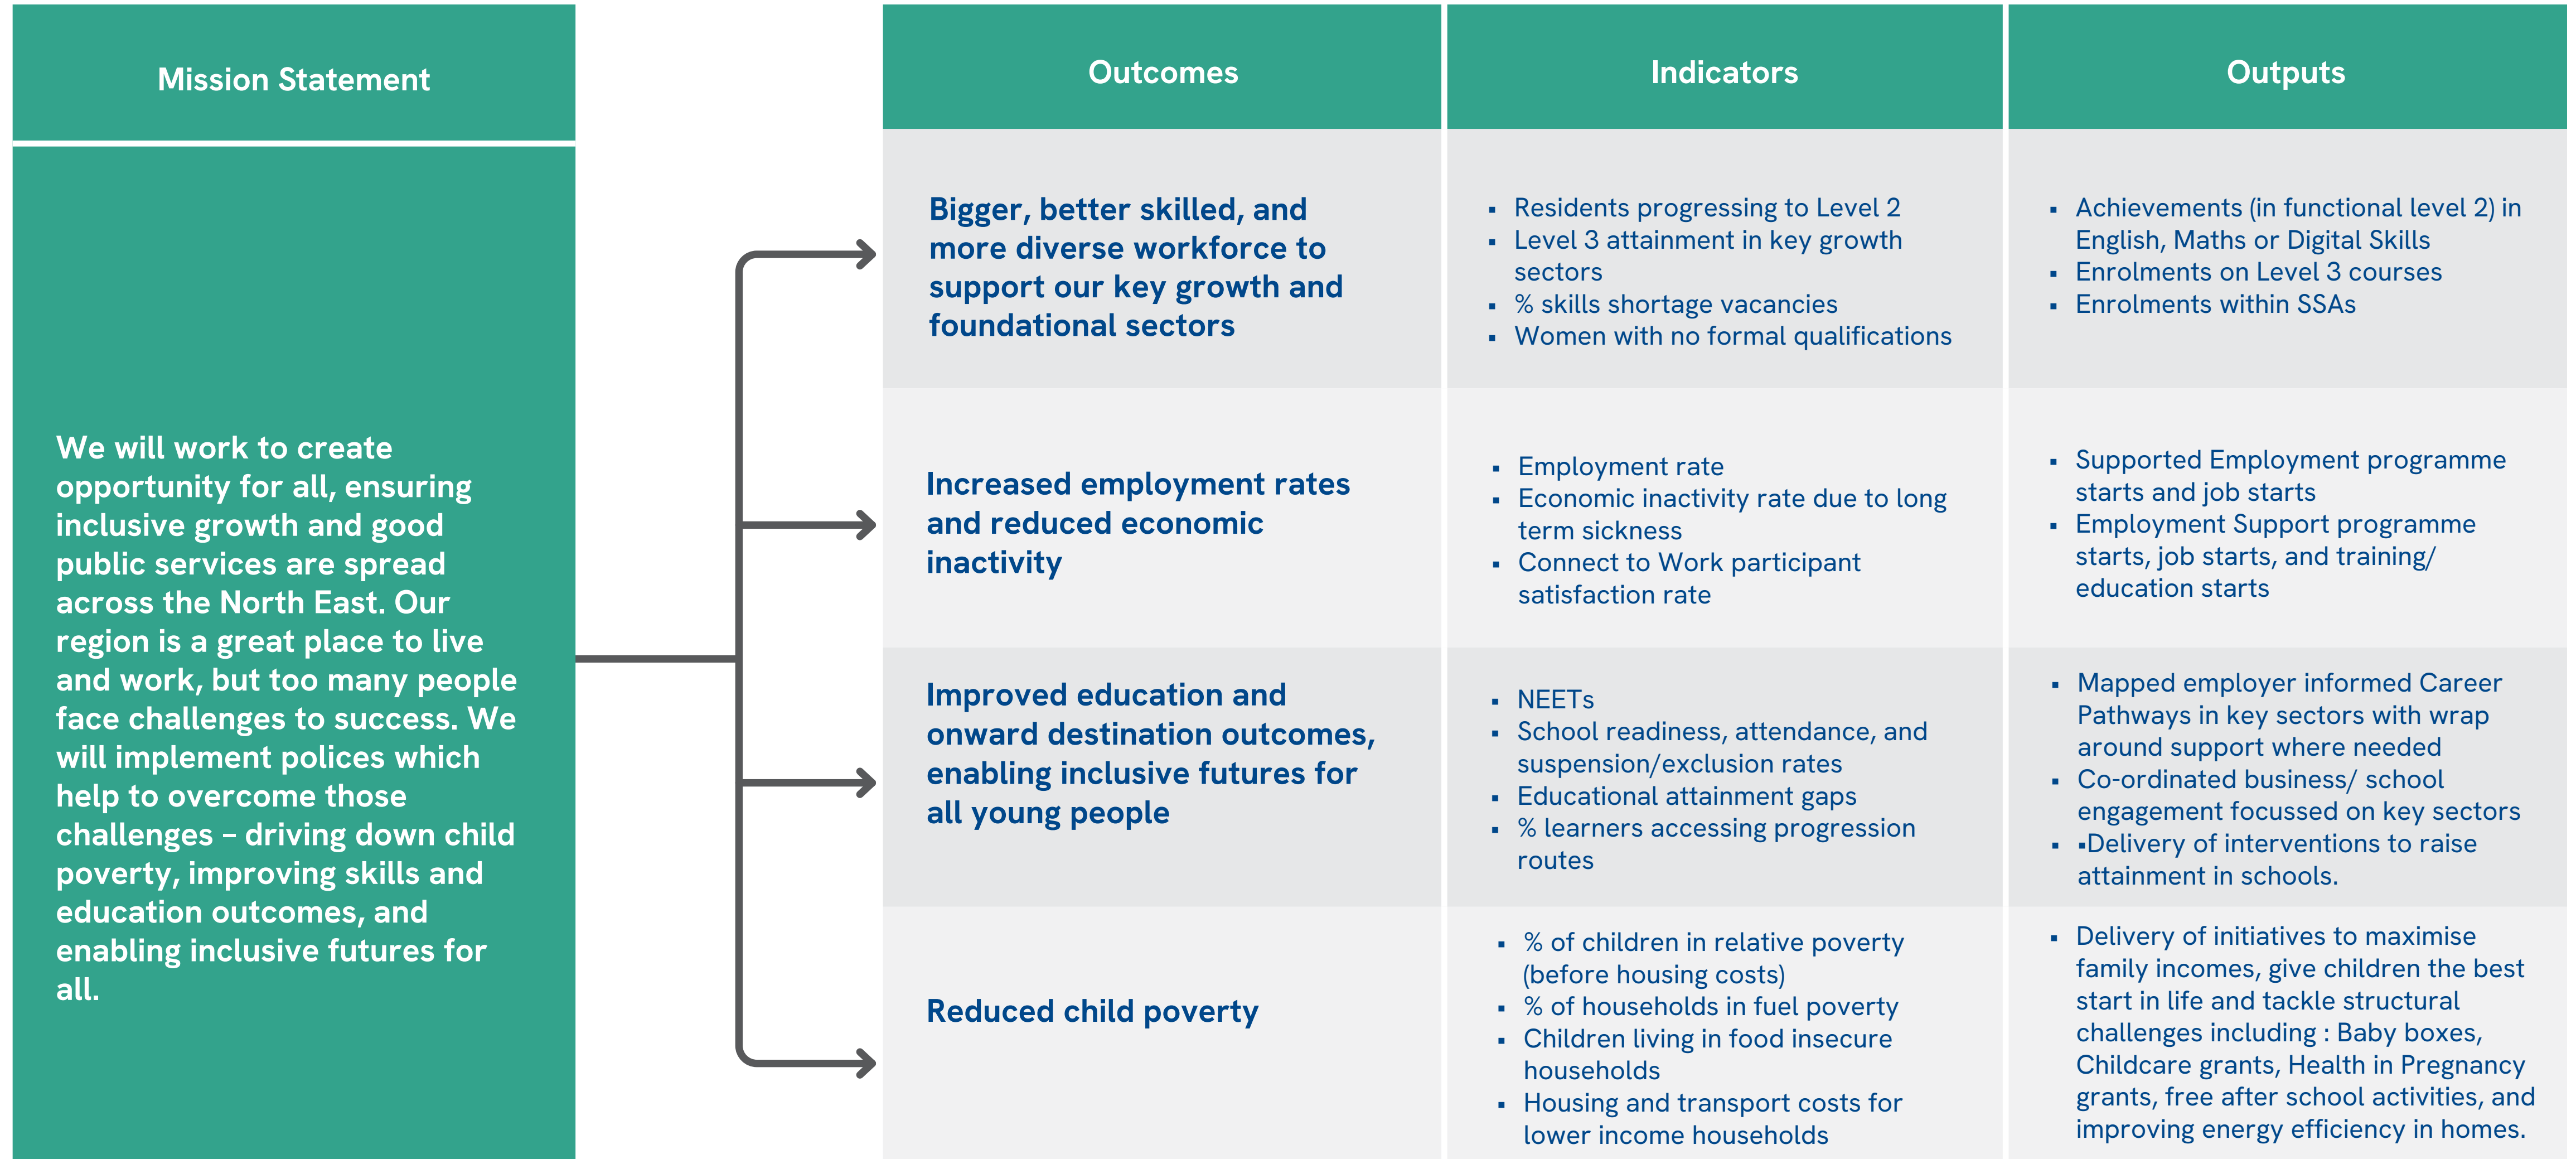 Mission Statement
We will work to create
opportunity for all, ensuring
inclusive growth and good
public services are spread
across the North East. Our
region is a great place to live
and work, but too many people
face challenges to success. We
will implement polices which
help to overcome those
challenges – driving down child
poverty, improving skills and
education outcomes, and
enabling inclusive futures for
all.
Outcomes
Indicators
Outputs
Bigger, better skilled, and
more diverse workforce to
support our key growth and
foundational sectors
▪ Residents progressing to Level 2
▪ Level 3 attainment in key growth
sectors
▪ % skills shortage vacancies
▪ Women with no formal qualifications
▪ Achievements (in functional level 2) in
English, Maths or Digital Skills
▪ Enrolments on Level 3 courses
▪ Enrolments within SSAs
Increased employment rates
and reduced economic
inactivity
▪ Employment rate
▪ Economic inactivity rate due to long
term sickness
▪ Connect to Work participant
satisfaction rate
▪ Supported Employment programme
starts and job starts
▪ Employment Support programme
starts, job starts, and training/
education starts
Improved education and
onward destination outcomes,
enabling inclusive futures for
all young people
▪ NEETs
▪ School readiness, attendance, and
suspension/exclusion rates
▪ Educational attainment gaps
▪ % learners accessing progression
routes
▪ Mapped employer informed Career
Pathways in key sectors with wrap
around support where needed
▪ Co-ordinated business/ school
engagement focussed on key sectors
▪ ▪Delivery of interventions to raise
attainment in schools.
Reduced child poverty
▪ % of children in relative poverty
(before housing costs)
▪ % of households in fuel poverty
▪ Children living in food insecure
households
▪ Housing and transport costs for
lower income households
▪ Delivery of initiatives to maximise
family incomes, give children the best
start in life and tackle structural
challenges including : Baby boxes,
Childcare grants, Health in Pregnancy
grants, free after school activities, and
improving energy efficiency in homes.